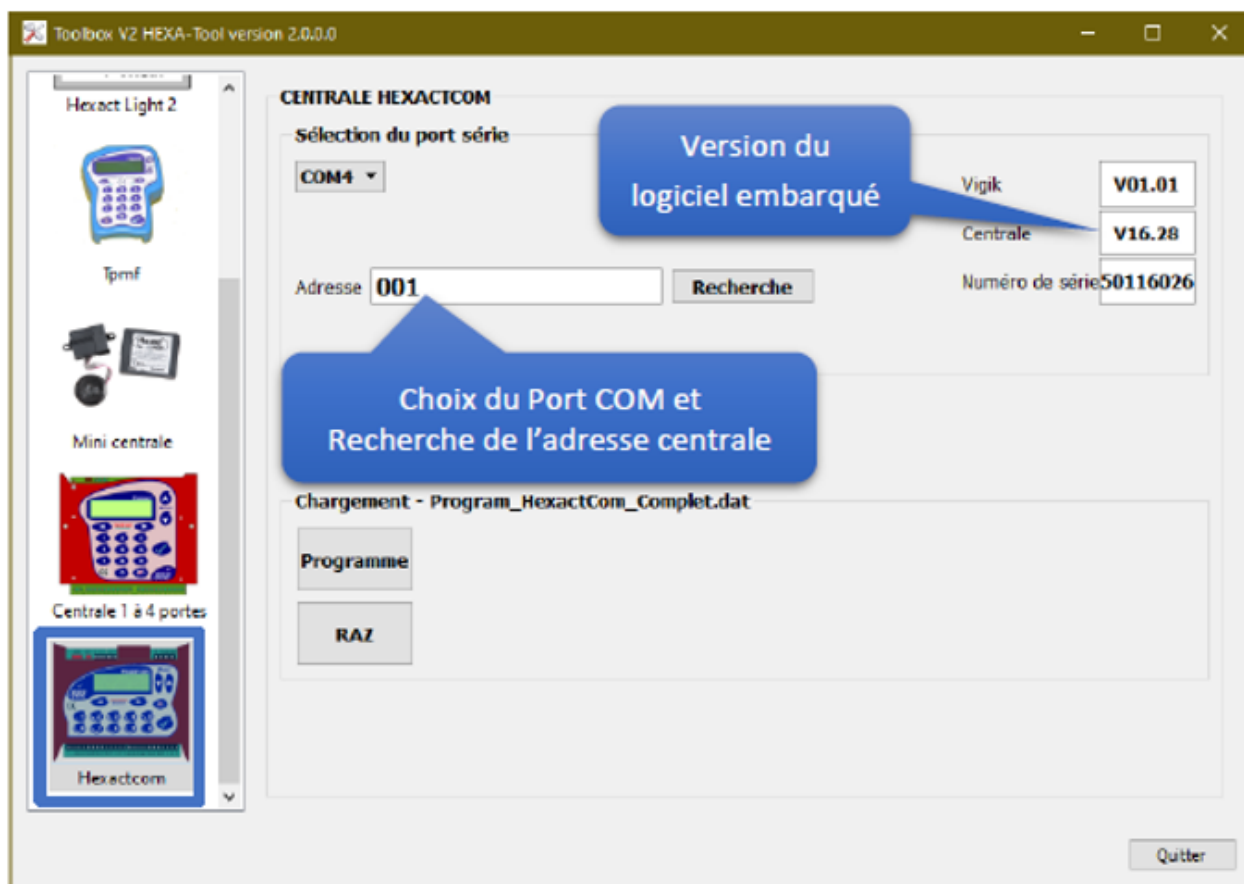 Toolbox V2 HEXA-Tool version 2.0.0.0
Hexact Light 2
Tpmf
Mini centrale
Centrale 1 à 4 portes
Hexactcom
CENTRALE HEXACTCOM
Sélection du port série
COM4
Version du
logiciel embarqué
Vigik V01.01
Centrale V16.28
Adresse 001 Recherche
Numéro de série 50116026
Choix du Port COM et
Recherche de l'adresse centrale
Chargement - Program_HexactCom_Complet.dat
Programme
RAZ
Quitter